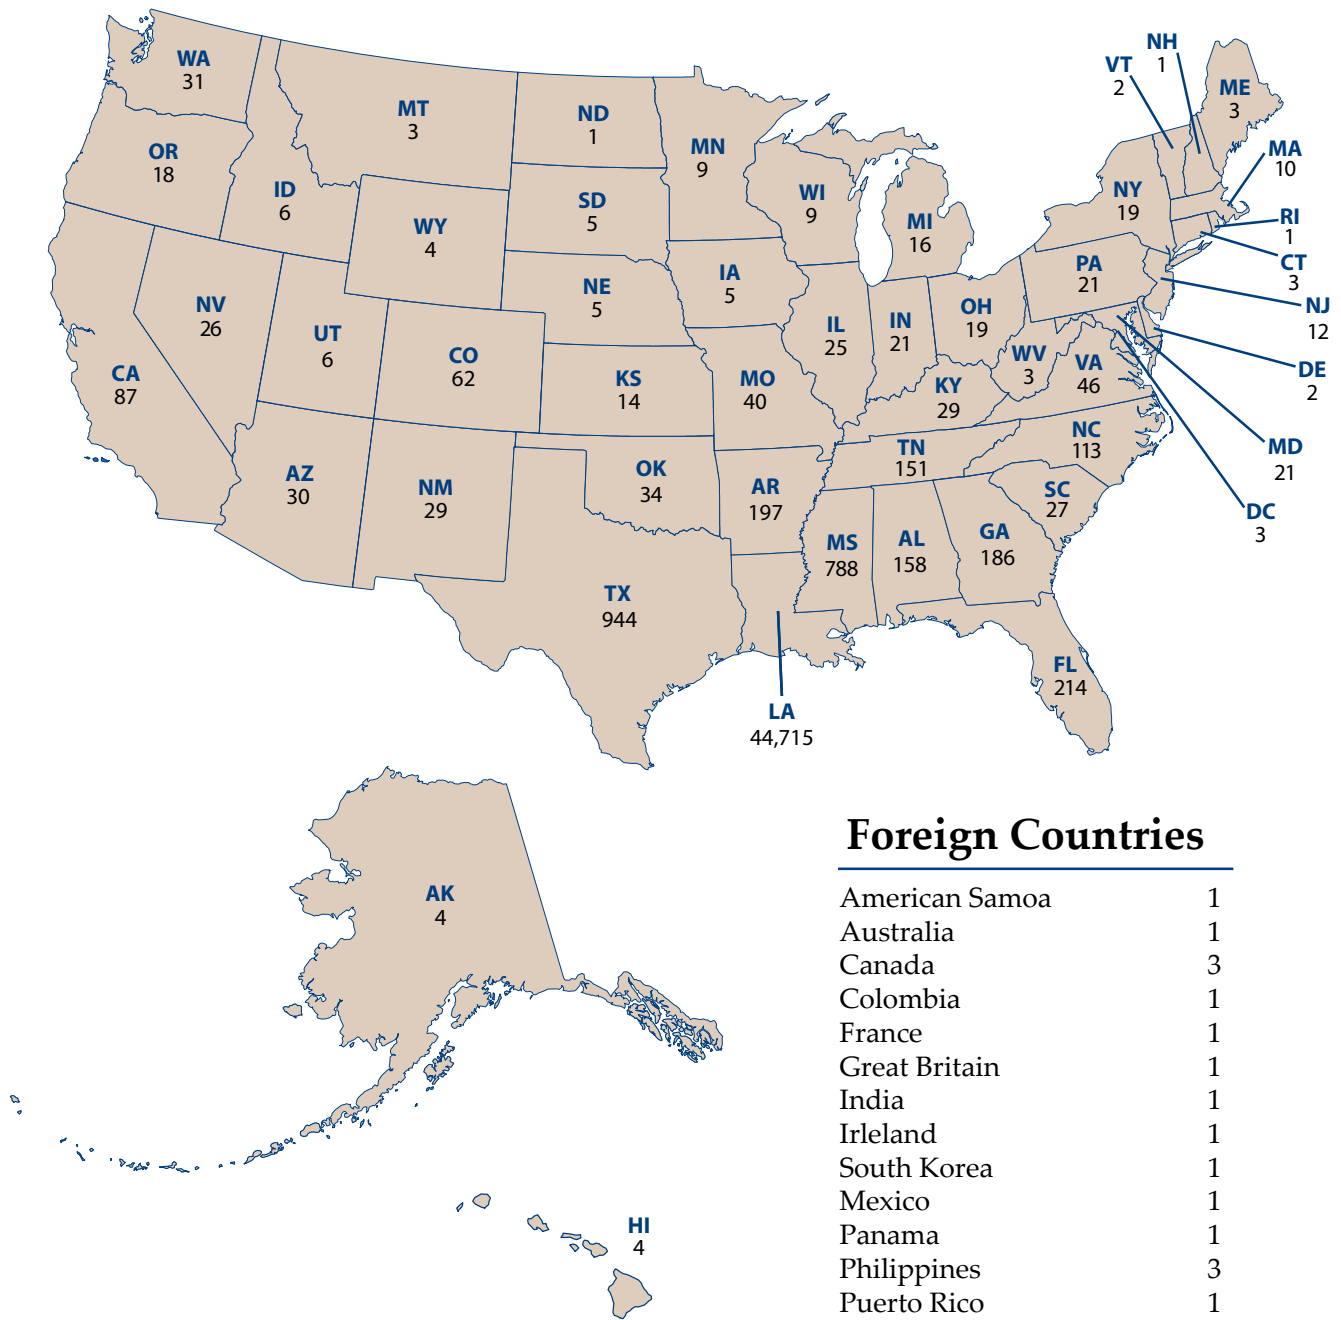 NH
1
VT
2
WA
31
ME
3
MT
3
ND
1
MN
9
MA
10
OR
18
ID
6
SD
5
WI
9
NY
19
WY
4
MI
16
RI
1
CT
3
PA
21
IA
5
NE
5
NV
26
NJ
12
OH
19
IL
25
IN
21
UT
6
CO
62
WV
3
VA
46
DE
2
CA
87
KS
14
MO
40
KY
29
NC
113
MD
21
TN
151
AZ
30
NM
29
OK
34
AR
197
SC
27
DC
3
MS
788
AL
158
GA
186
TX
944
FL
214
LA
44,715
Foreign Countries
American Samoa 1
Australia 1
Canada 3
Colombia 1
France 1
Great Britain 1
India 1
Irleland 1
South Korea 1
Mexico 1
Panama 1
Philippines 3
Puerto Rico 1
AK
4
HI
4